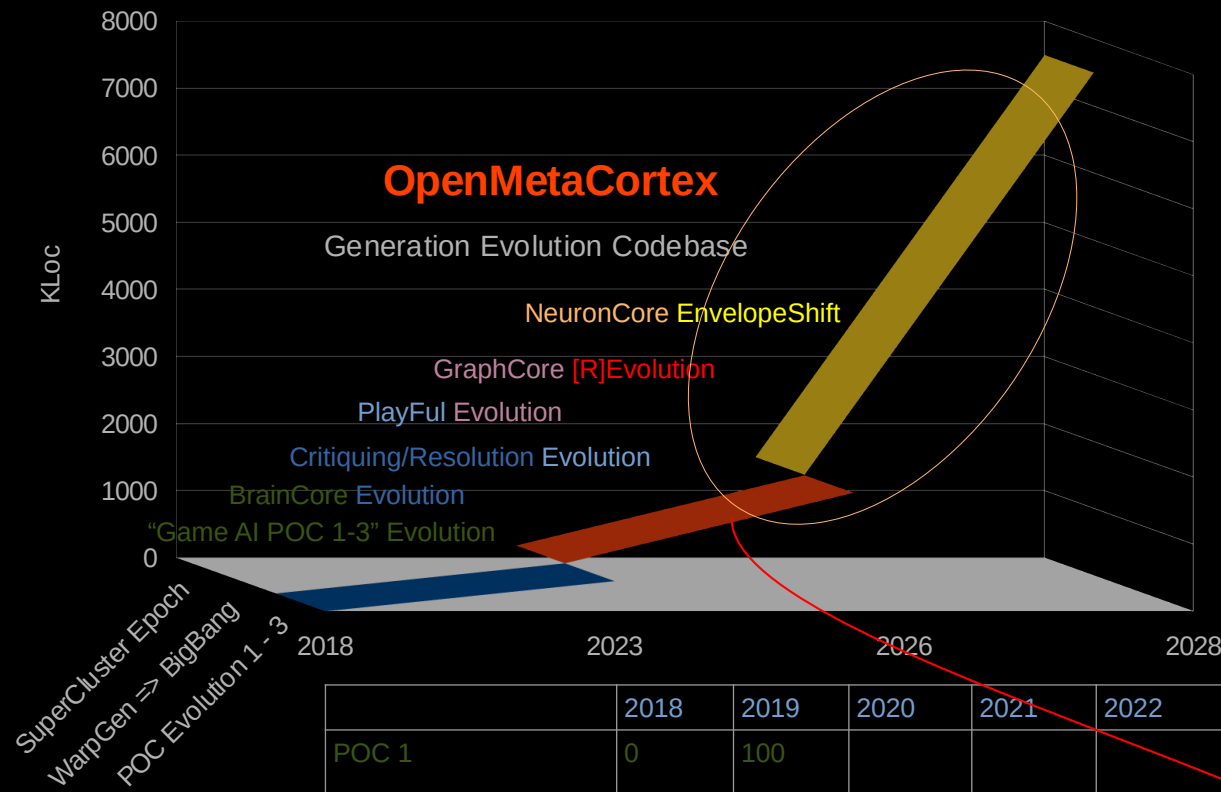 8000
7000
6000
5000
4000
3000
2000
1000
0
KLoc
OpenMetaCortex
Generation Evolution Codebase
NeuronCore EnvelopeShift
GraphCore [R]Evolution
PlayFul Evolution
Critiquing/Resolution Evolution
BrainCore Evolution
“Game AI POC 1-3” Evolution
SuperCluster Epoch
WarpGen => BigBang
POC Evolution 1 - 3
2018 2023 2026 2028
2018 2019 2020 2021 2022
POC 1 0 100